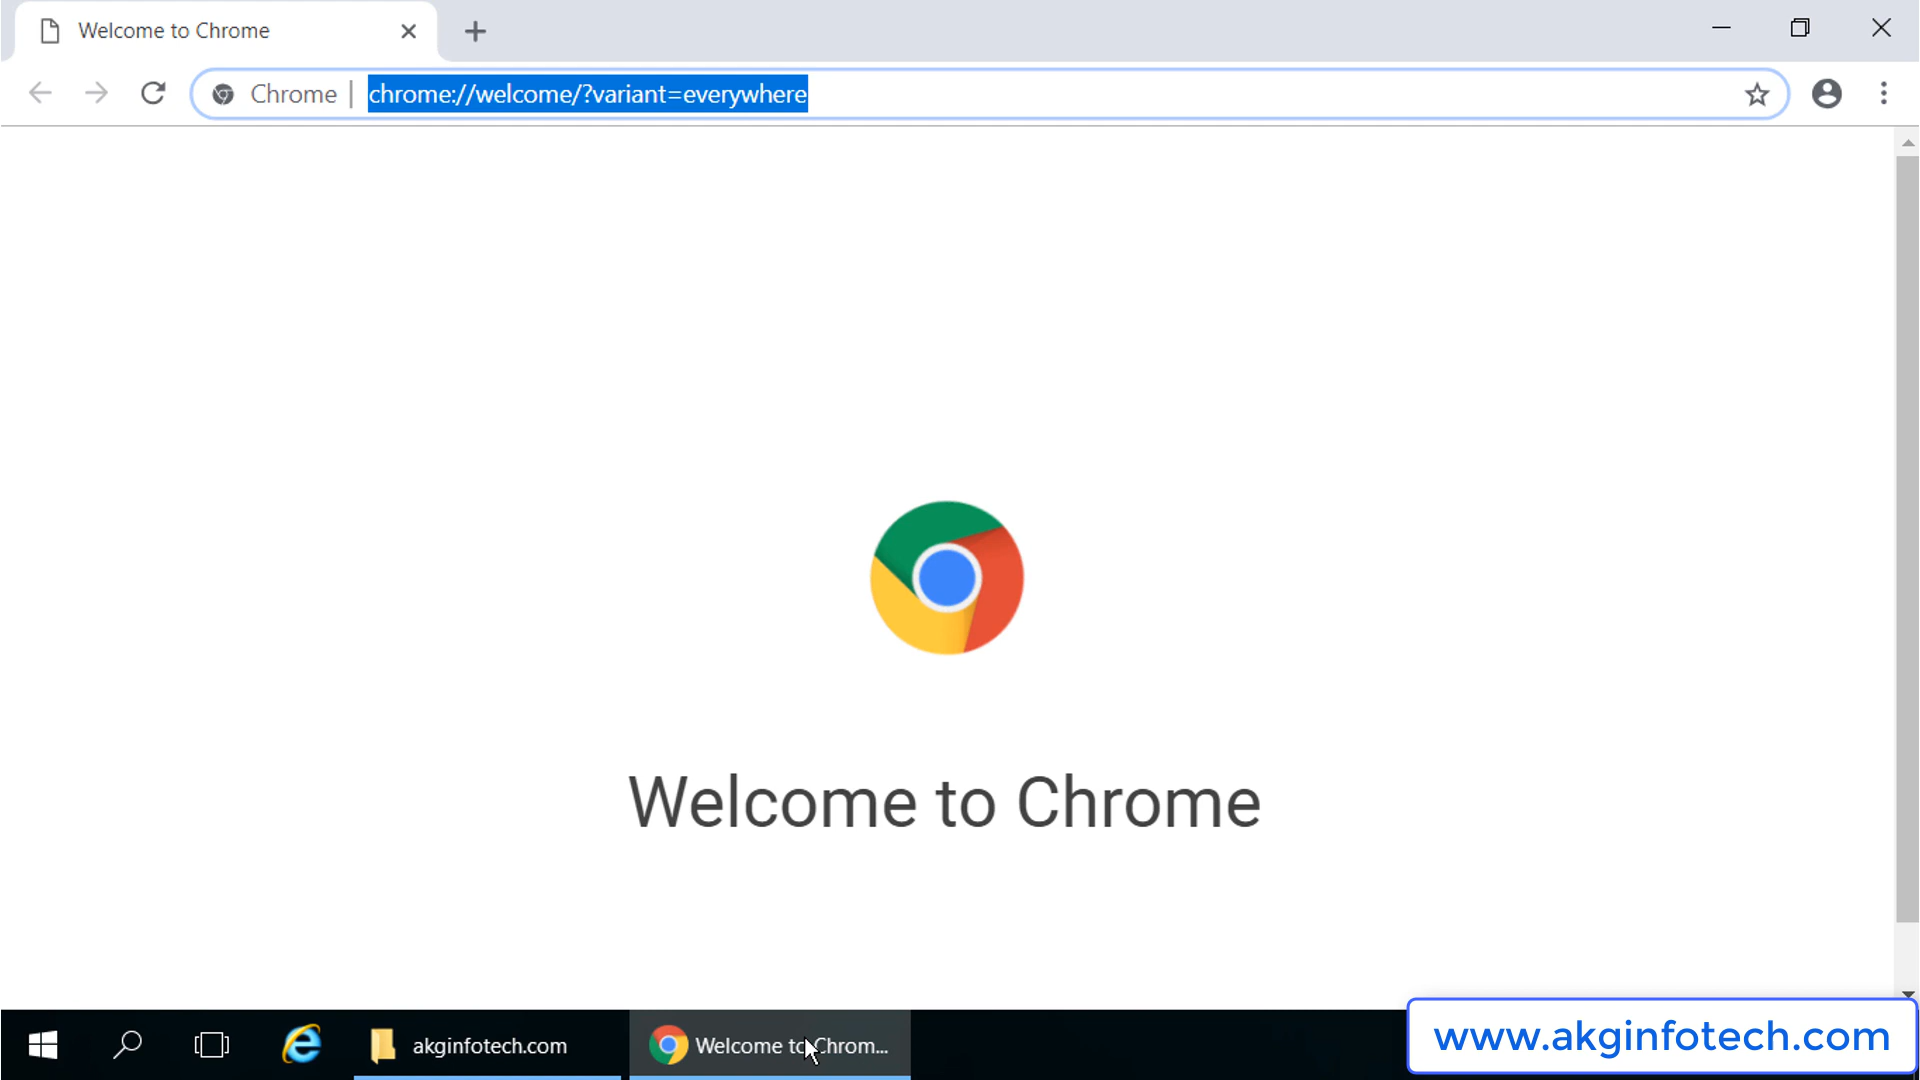 Welcome to Chrome
Chrome | chrome://welcome/?variant=everywhere
Welcome to Chrome
akginfotech.com
Welcome to Chrom...
www.akginfotech.com